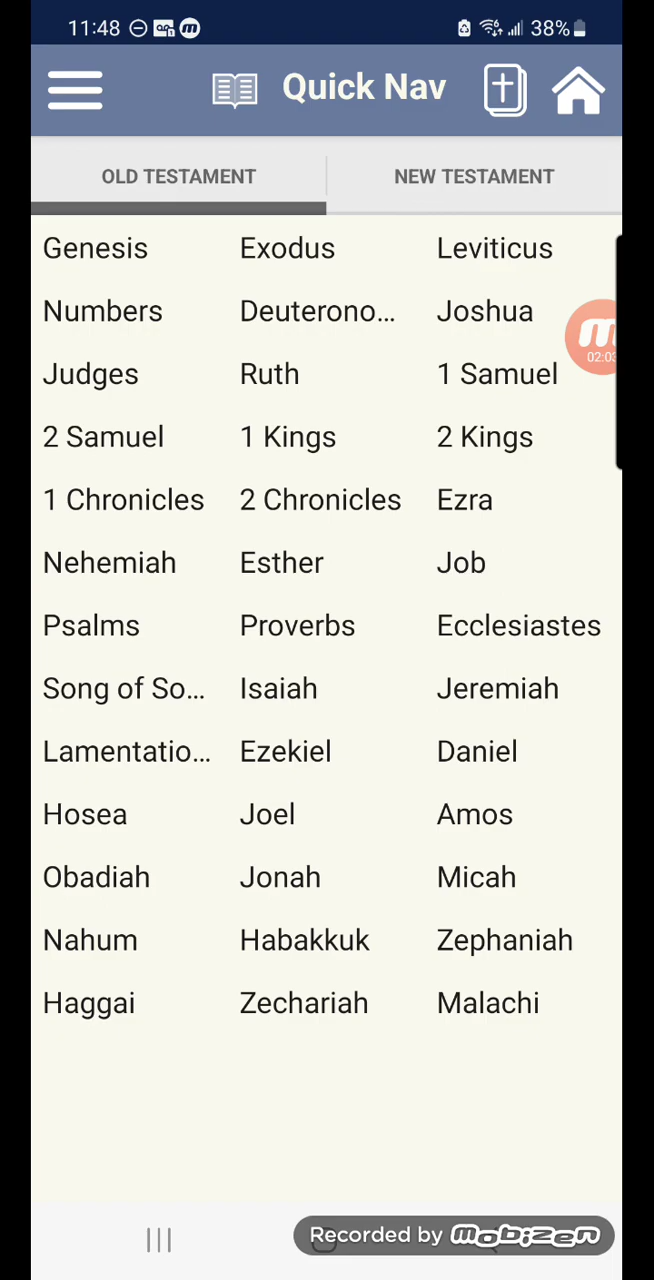 11:48 38%
Quick Nav
OLD TESTAMENT NEW TESTAMENT
Genesis Exodus Leviticus
Numbers Deuterono... Joshua
Judges Ruth 1 Samuel
02:03
2 Samuel 1 Kings 2 Kings
1 Chronicles 2 Chronicles Ezra
Nehemiah Esther Job
Psalms Proverbs Ecclesiastes
Song of So... Isaiah Jeremiah
Lamentatio... Ezekiel Daniel
Hosea Joel Amos
Obadiah Jonah Micah
Nahum Habakkuk Zephaniah
Haggai Zechariah Malachi
Recorded by mobizen